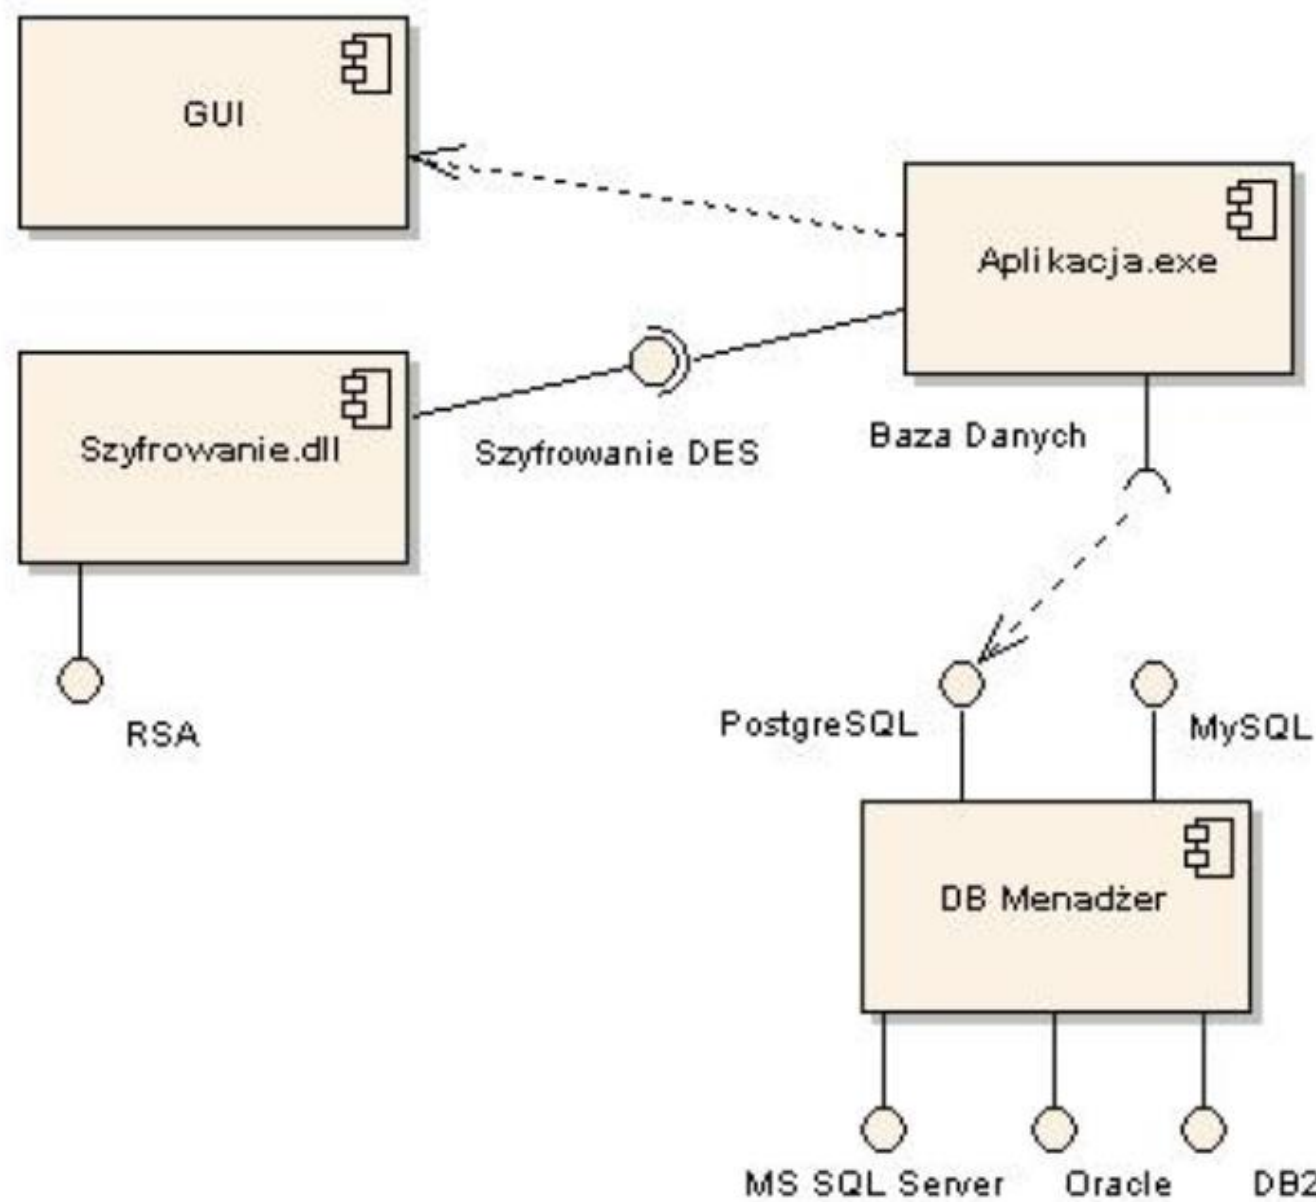 GUI
Aplikacja.exe
Szyfrowanie.dll
Szyfrowanie DES
Baza Danych
RSA
PostgreSQL
MySQL
DB Menadżer
MS SQL Server
Oracle
DB2